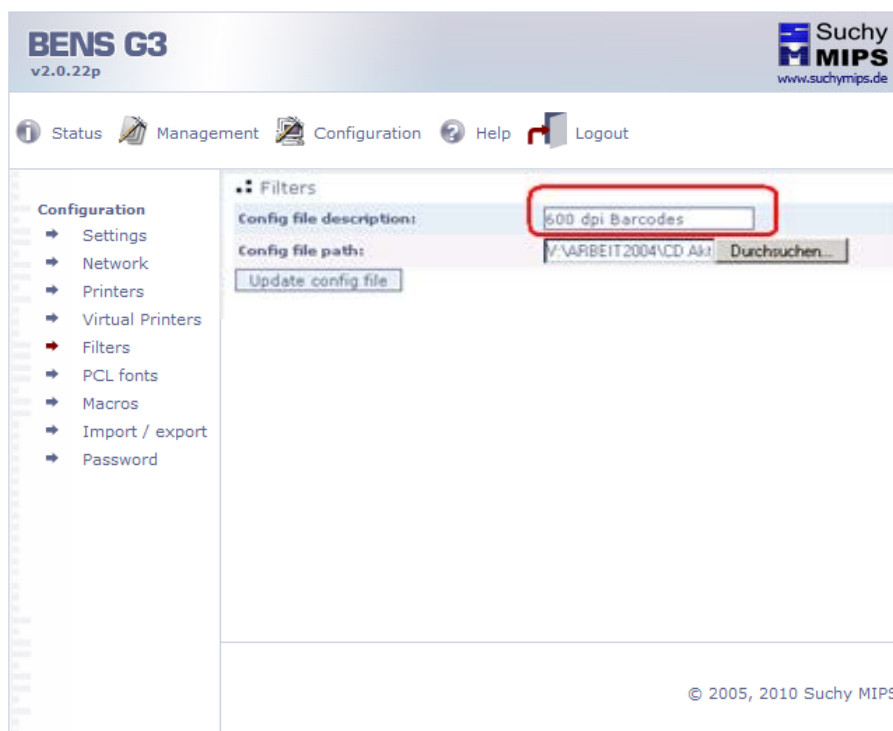 BENS G3
v2.0.22p
Suchy
MIPS
www.suchymips.de
Status Management Configuration Help Logout
Configuration
Settings
Network
Printers
Virtual Printers
Filters
PCL fonts
Macros
Import / export
Password
Filters
Config file description: 600 dpi Barcodes
Config file path: V:\ARBEIT2004\CD Akt Durchsuchen...
Update config file
© 2005, 2010 Suchy MIPS